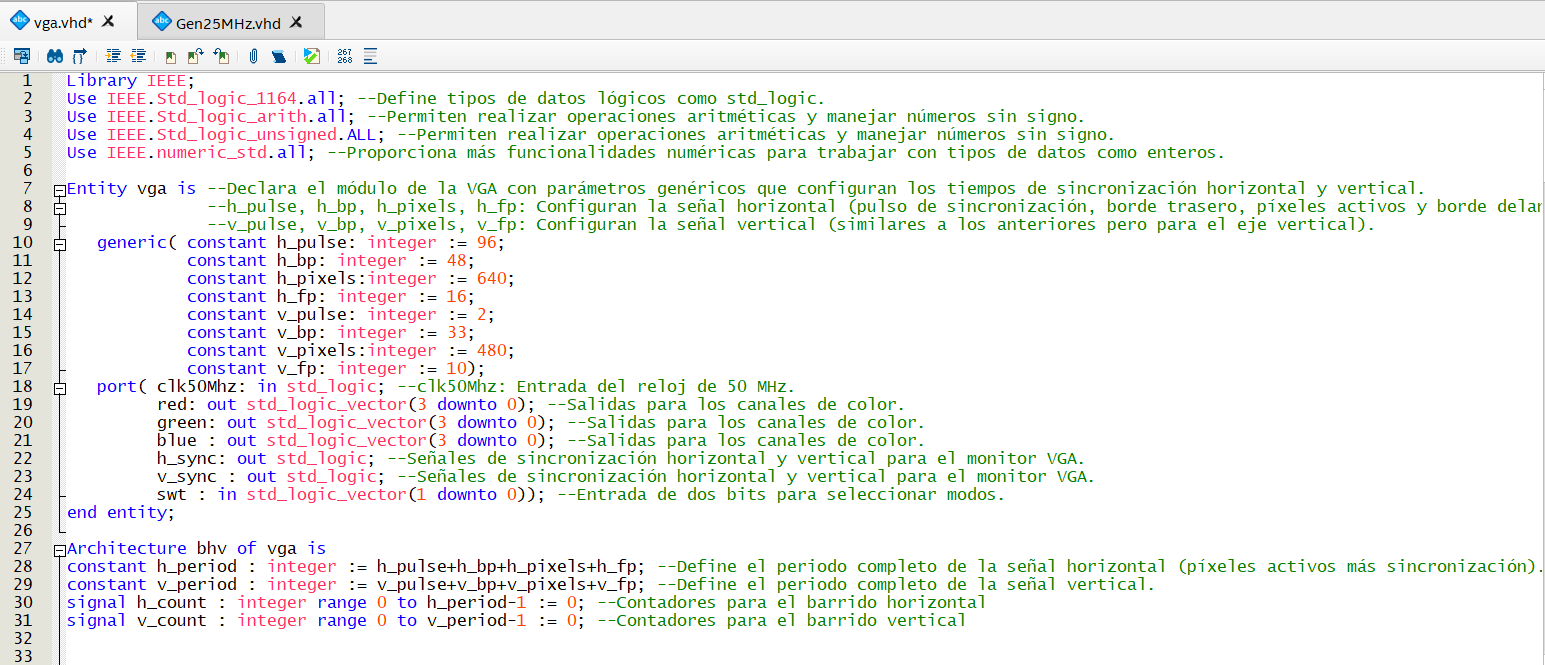 abc vga.vhd* X abc Gen25MHz.vhd X
267
268
1 Library IEEE;
2 Use IEEE.Std_logic_1164.all; --Define tipos de datos lógicos como std_logic.
3 Use IEEE.Std_logic_arith.all; --Permiten realizar operaciones aritméticas y manejar números sin signo.
4 Use IEEE.Std_logic_unsigned.ALL; --Permiten realizar operaciones aritméticas y manejar números sin signo.
5 Use IEEE.numeric_std.all; --Proporciona más funcionalidades numéricas para trabajar con tipos de datos como enteros.
6
7 Entity vga is --Declara el módulo de la VGA con parámetros genéricos que configuran los tiempos de sincronización horizontal y vertical.
8 --h_pulse, h_bp, h_pixels, h_fp: Configuran la señal horizontal (pulso de sincronización, borde trasero, píxeles activos y borde delan
9 --v_pulse, v_bp, v_pixels, v_fp: Configuran la señal vertical (similares a los anteriores pero para el eje vertical).
10 generic( constant h_pulse: integer := 96;
11 constant h_bp: integer := 48;
12 constant h_pixels:integer := 640;
13 constant h_fp: integer := 16;
14 constant v_pulse: integer := 2;
15 constant v_bp: integer := 33;
16 constant v_pixels:integer := 480;
17 constant v_fp: integer := 10);
18 port( clk50Mhz: in std_logic; --clk50Mhz: Entrada del reloj de 50 MHz.
19 red: out std_logic_vector(3 downto 0); --Salidas para los canales de color.
20 green: out std_logic_vector(3 downto 0); --Salidas para los canales de color.
21 blue : out std_logic_vector(3 downto 0); --Salidas para los canales de color.
22 h_sync: out std_logic; --Señales de sincronización horizontal y vertical para el monitor VGA.
23 v_sync : out std_logic; --Señales de sincronización horizontal y vertical para el monitor VGA.
24 swt : in std_logic_vector(1 downto 0)); --Entrada de dos bits para seleccionar modos.
25 end entity;
26
27 Architecture bhv of vga is
28 constant h_period : integer := h_pulse+h_bp+h_pixels+h_fp; --Define el periodo completo de la señal horizontal (píxeles activos más sincronización).
29 constant v_period : integer := v_pulse+v_bp+v_pixels+v_fp; --Define el periodo completo de la señal vertical.
30 signal h_count : integer range 0 to h_period-1 := 0; --Contadores para el barrido horizontal
31 signal v_count : integer range 0 to v_period-1 := 0; --Contadores para el barrido vertical
32
33